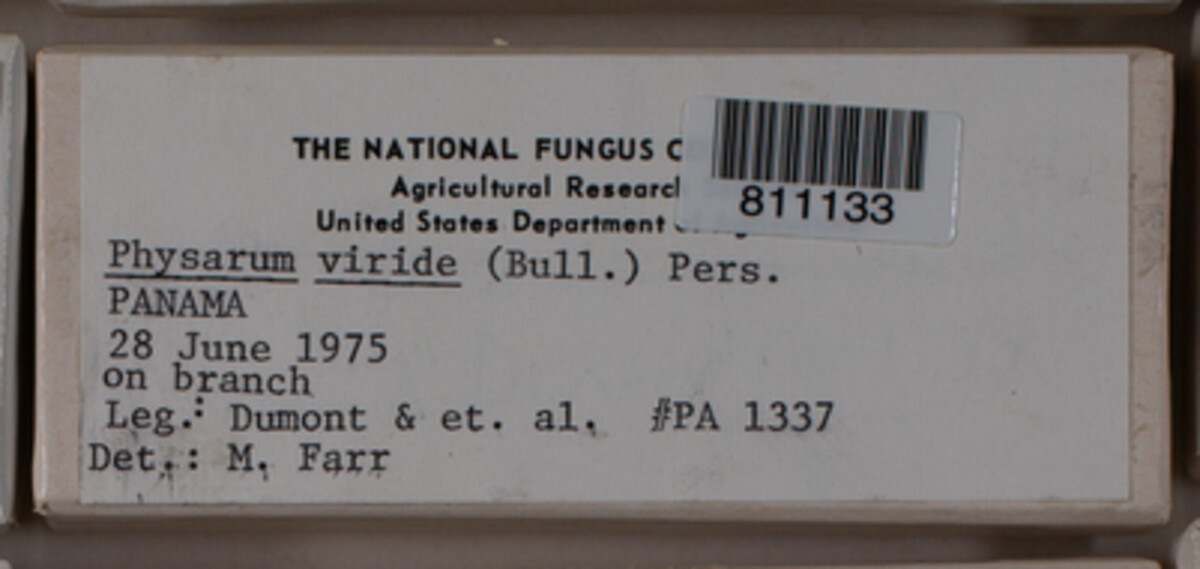 THE NATIONAL FUNGUS C
Agricultural Research
United States Department
811133
Physarum viride (Bull.) Pers.
PANAMA
28 June 1975
on branch
Leg.: Dumont & et. al. #PA 1337
Det.: M. Farr